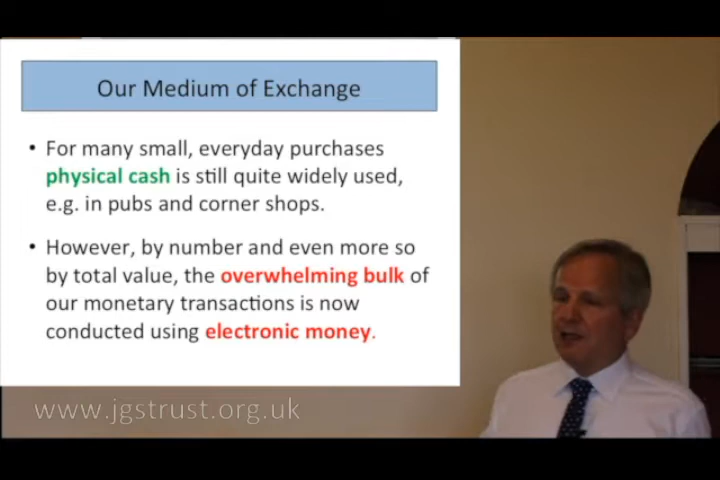 Our Medium of Exchange
• For many small, everyday purchases
physical cash is still quite widely used,
e.g. in pubs and corner shops.
• However, by number and even more so
by total value, the overwhelming bulk of
our monetary transactions is now
conducted using electronic money.
www.jgstrust.org.uk